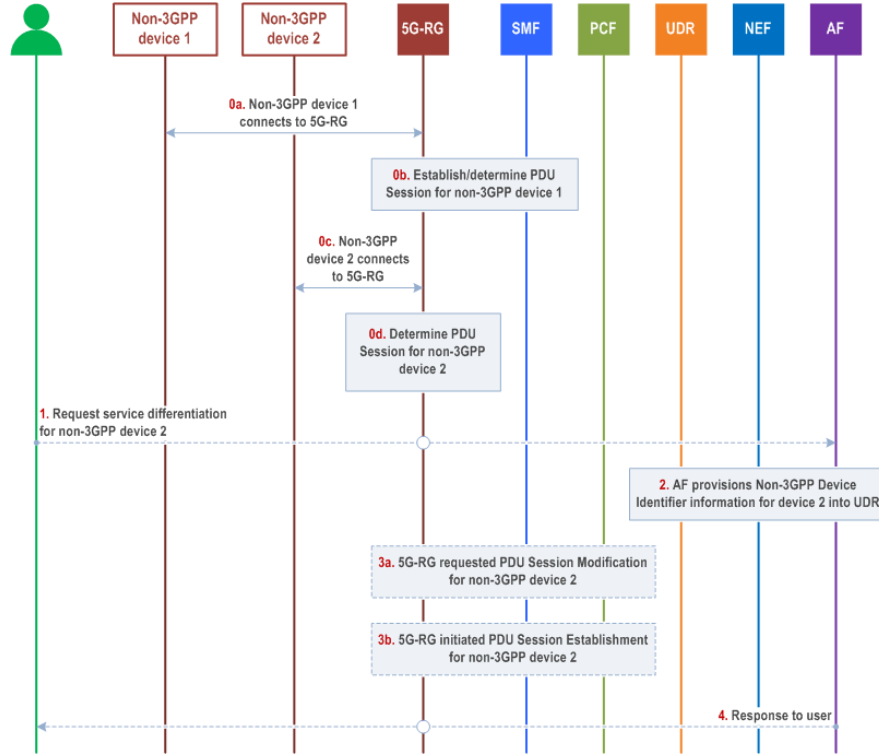 Non-3GPP
device 1
Non-3GPP
device 2
5G-RG
SMF
PCF
UDR
NEF
AF
0a. Non-3GPP device 1
connects to 5G-RG
0b. Establish/determine PDU
Session for non-3GPP device 1
0c. Non-3GPP
device 2 connects
to 5G-RG
0d. Determine PDU
Session for non-3GPP
device 2
1. Request service differentiation
for non-3GPP device 2
2. AF provisions Non-3GPP Device
Identifier information for device 2 into UDR
3a. 5G-RG requested PDU Session Modification
for non-3GPP device 2
3b. 5G-RG initiated PDU Session Establishment
for non-3GPP device 2
4. Response to user